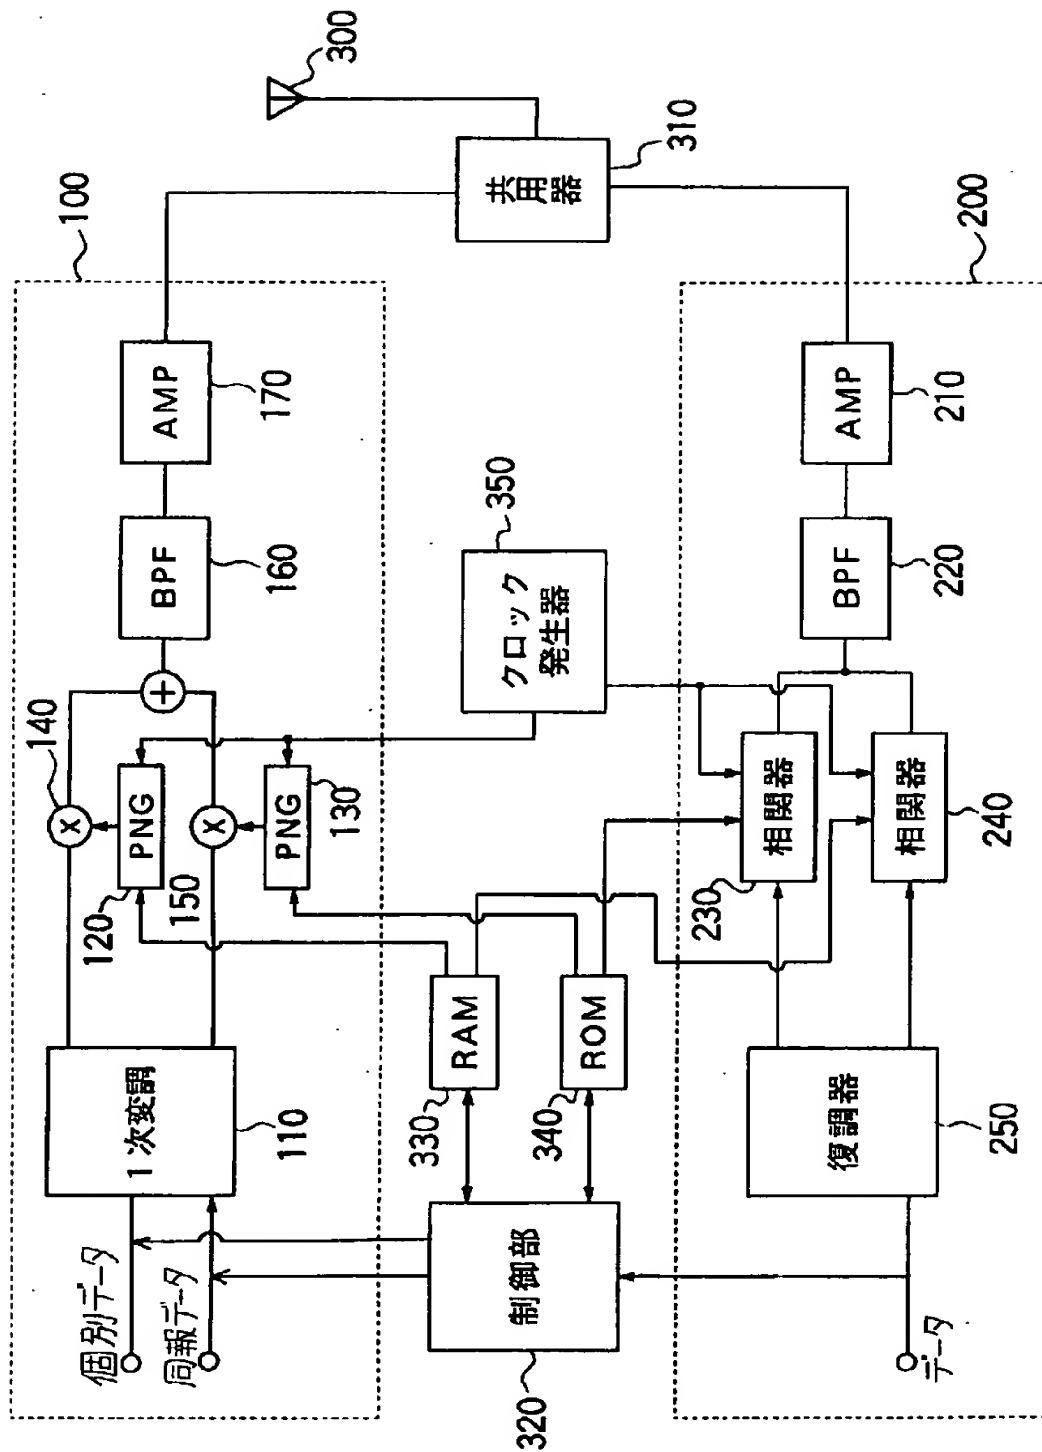 100
個別データ
同報データ
1次変調
110
140
120
PNG
150
PNG
130
BPF
160
AMP
170
300
共用器
310
制御部
320
RAM
330
ROM
340
クロック
発生器
350
200
データ
復調器
250
相関器
230
相関器
240
BPF
220
AMP
210